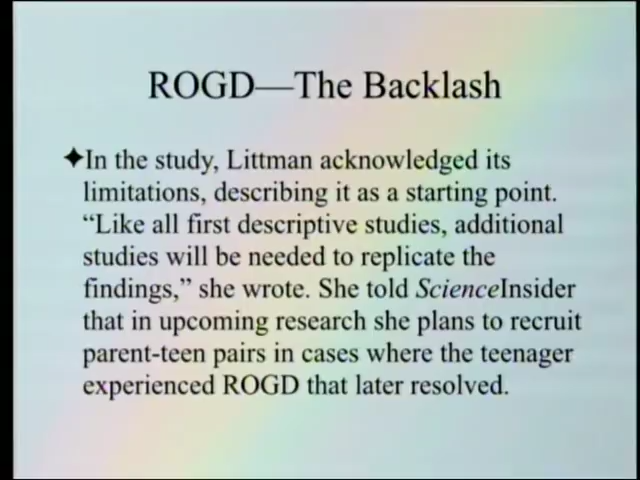 ROGD—The Backlash
✦In the study, Littman acknowledged its
limitations, describing it as a starting point.
“Like all first descriptive studies, additional
studies will be needed to replicate the
findings,” she wrote. She told ScienceInsider
that in upcoming research she plans to recruit
parent-teen pairs in cases where the teenager
experienced ROGD that later resolved.